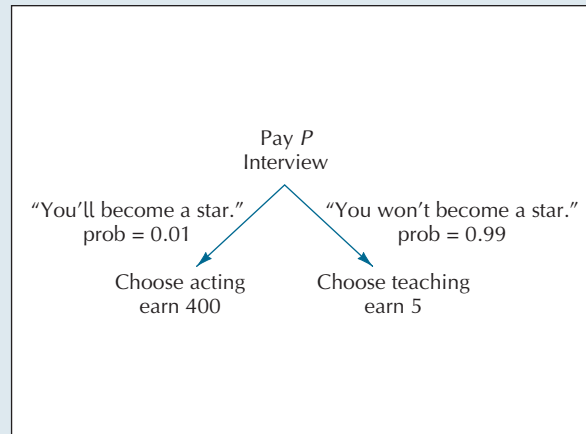 Pay P
Interview
“You’ll become a star.”
prob = 0.01
“You won’t become a star.”
prob = 0.99
Choose acting
earn 400
Choose teaching
earn 5